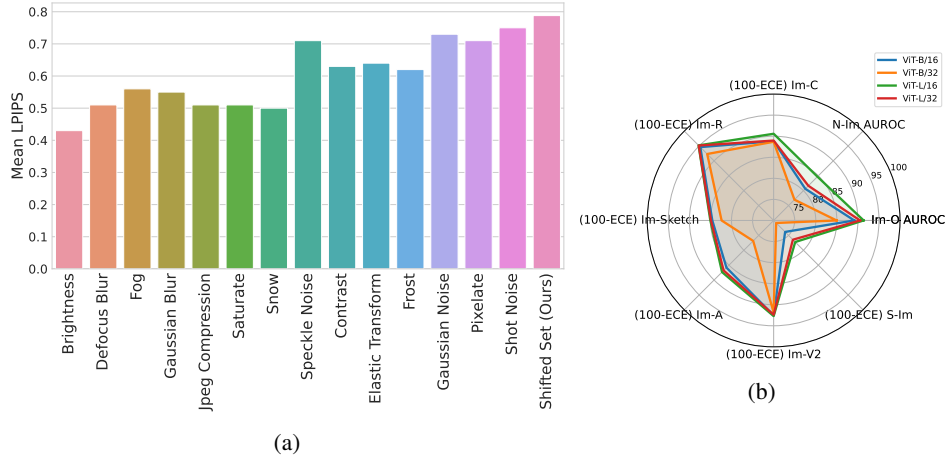 0.8
0.7
0.6
0.5
0.4
0.3
0.2
0.1
0.0
Mean LPIPS
Brightness
Defocus Blur
Fog
Gaussian Blur
Jpeg Compression
Saturate
Snow
Speckle Noise
Contrast
Elastic Transform
Frost
Gaussian Noise
Pixelate
Shot Noise
Shifted Set (Ours)
(a)
ViT-B/16
ViT-B/32
ViT-L/16
ViT-L/32
(100-ECE) Im-C
(100-ECE) Im-R
N-Im AUROC
75
80
85
90
95
100
(100-ECE) Im-Sketch
Im-O AUROC
(100-ECE) Im-A
(100-ECE) S-Im
(100-ECE) Im-V2
(b)